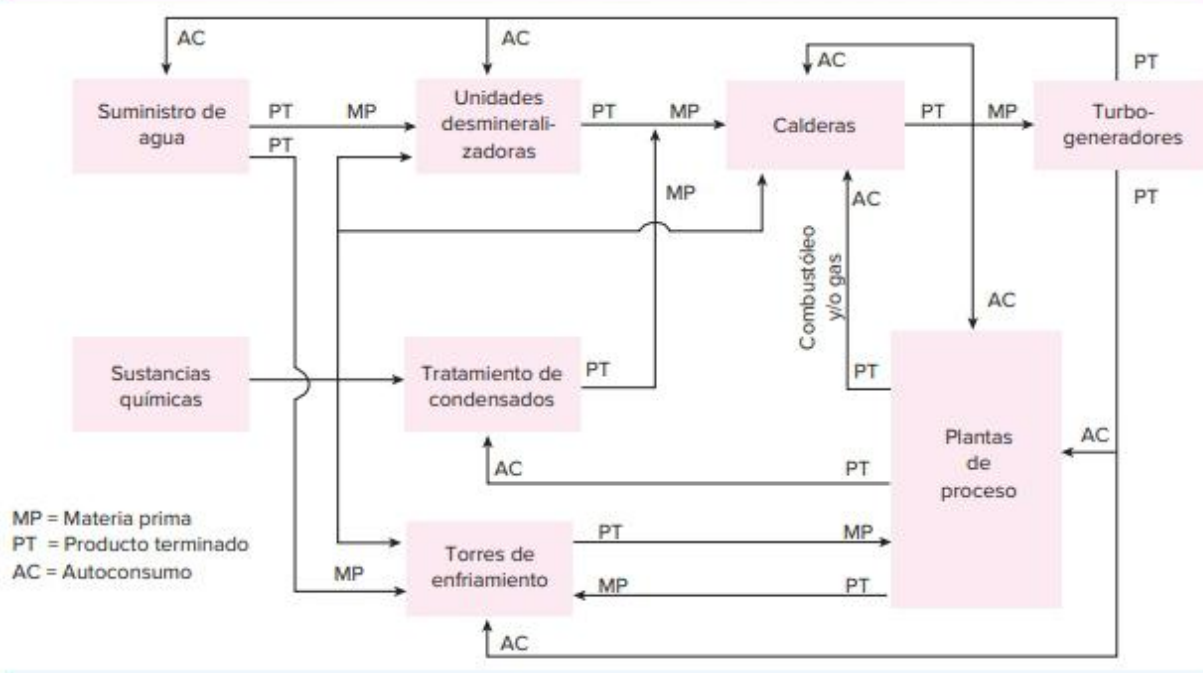 AC
AC
AC
PT
Suministro de
agua
PT
MP
PT
Unidades
desminerali-
zadoras
PT
MP
Calderas
PT
MP
Turbo-
generadores
PT
MP
AC
Combustóleo
y/o gas
AC
Sustancias
químicas
Tratamiento de
condensados
PT
PT
AC
PT
Plantas
de
proceso
AC
MP = Materia prima
PT = Producto terminado
AC = Autoconsumo
PT
MP
Torres de
enfriamiento
MP
MP
PT
AC